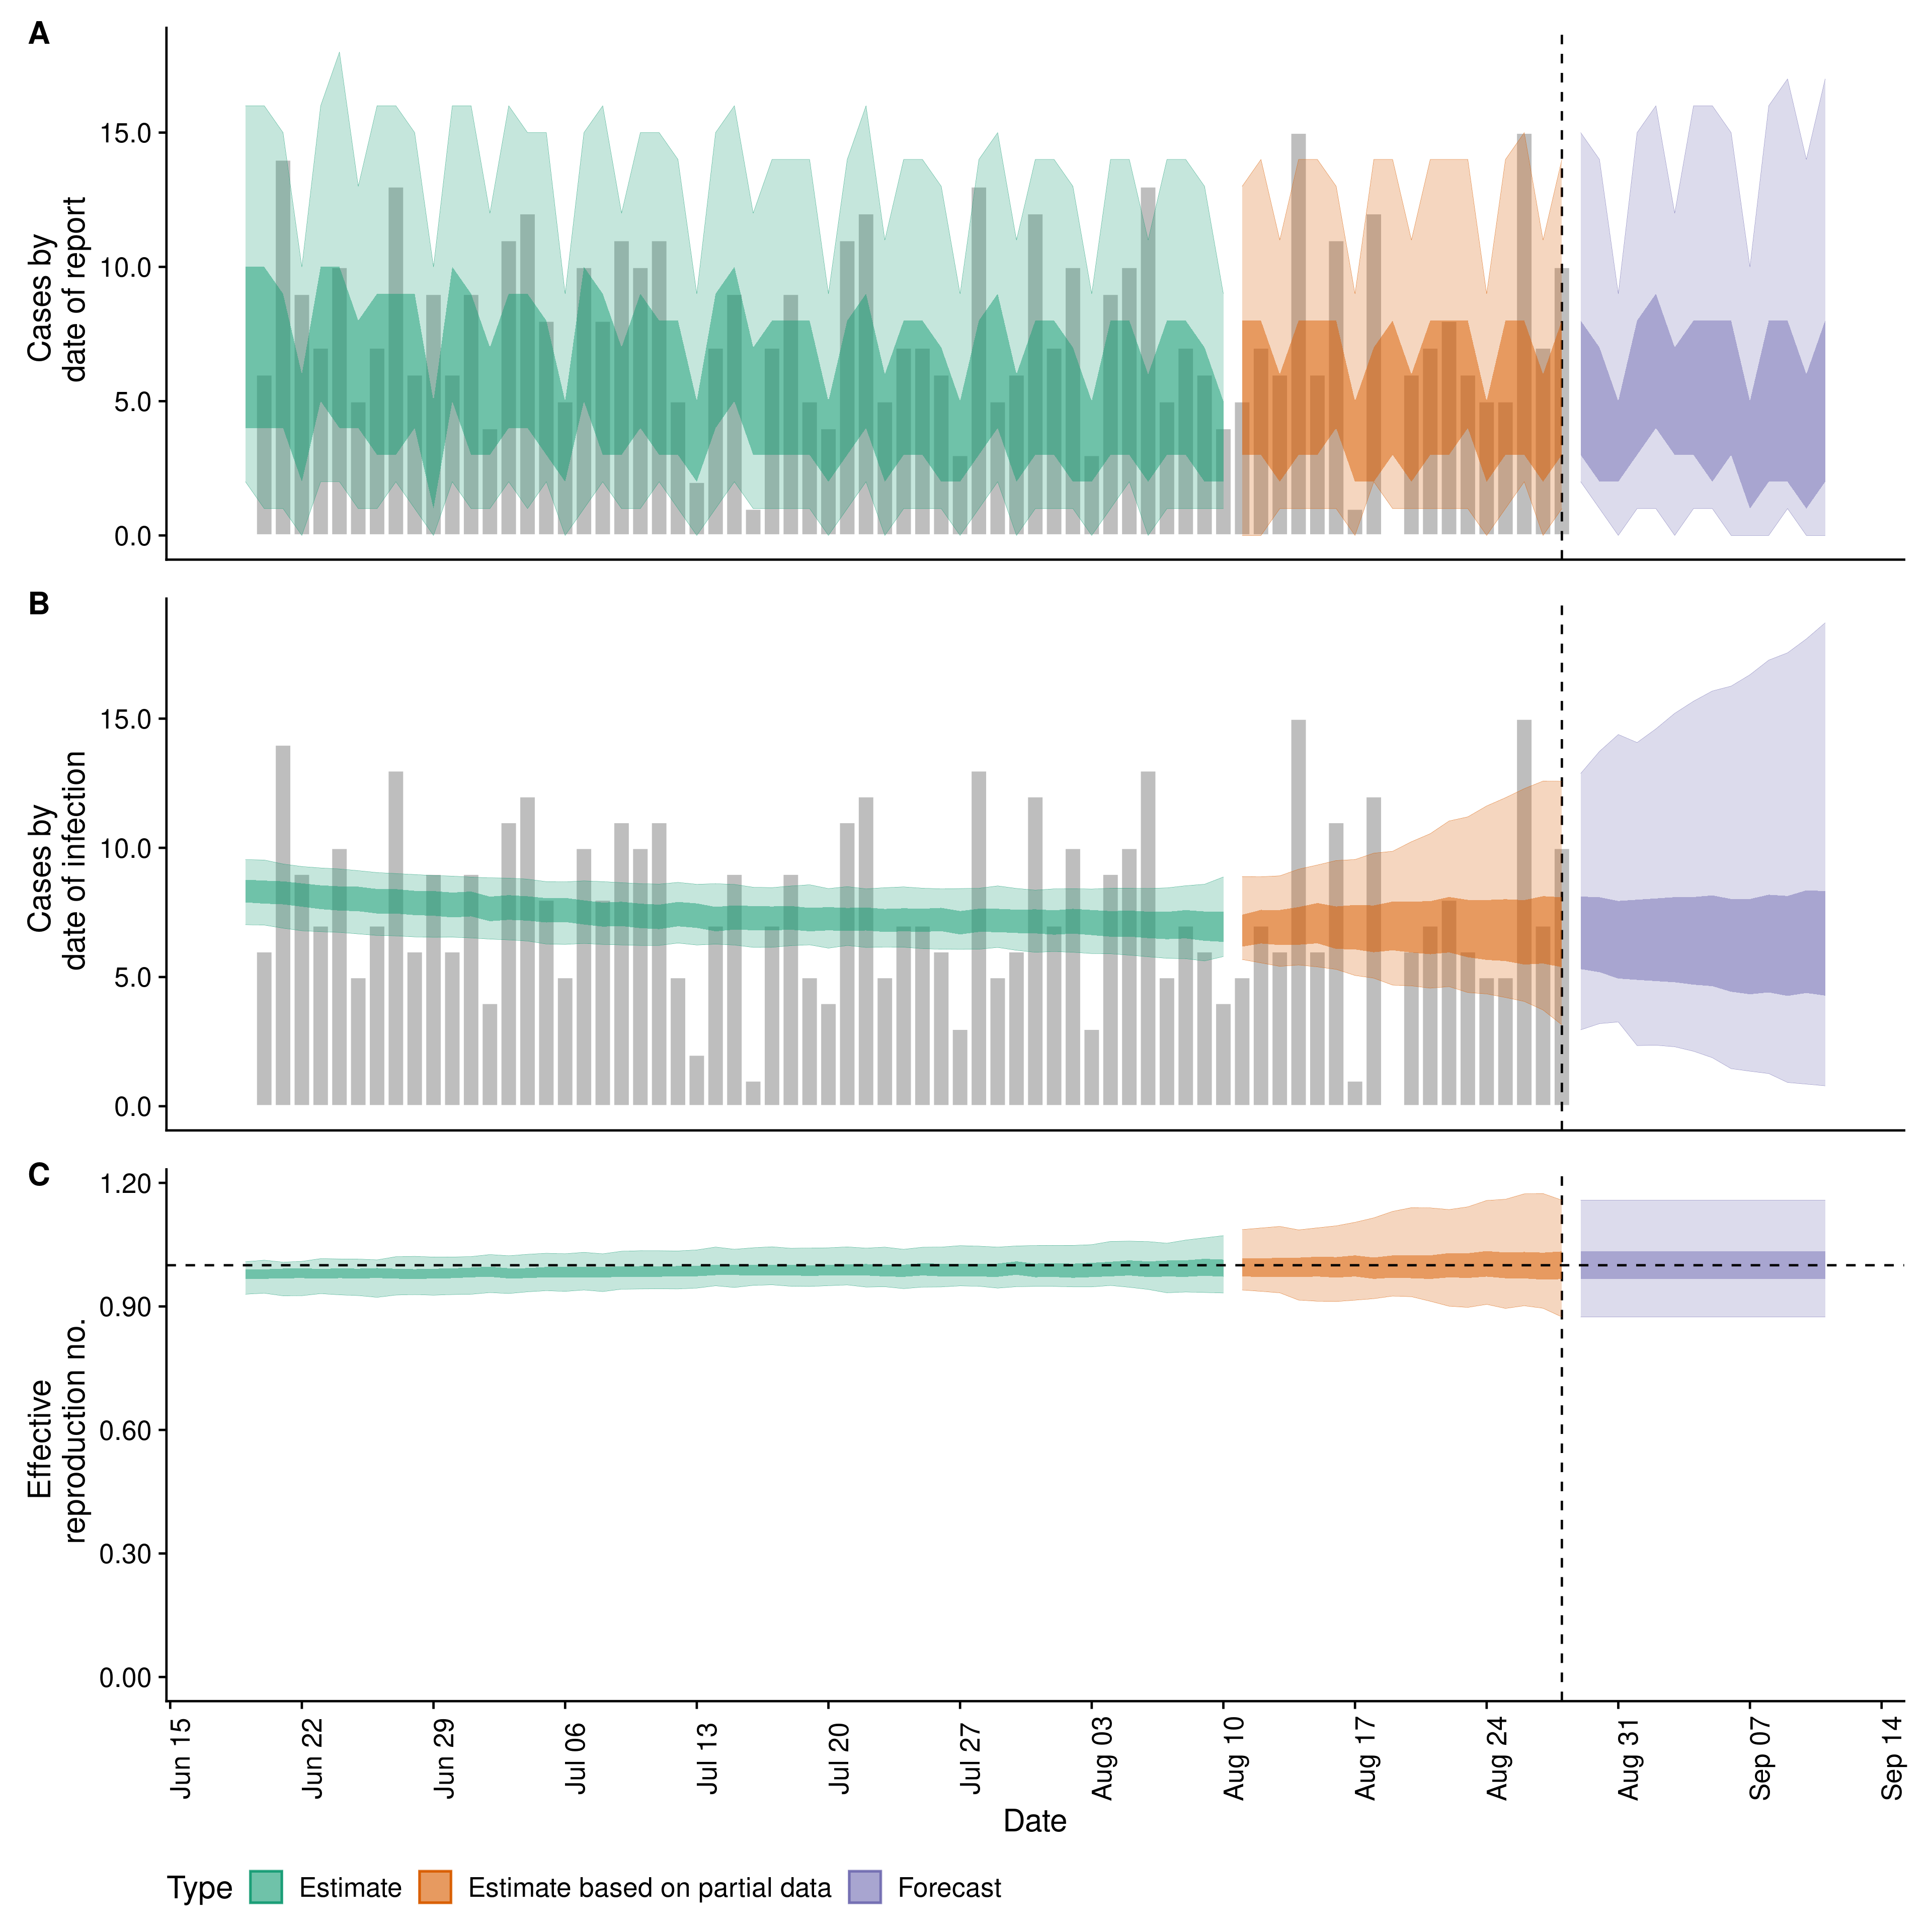 A
Cases by
date of report
15.0
10.0
5.0
0.0
B
Cases by
date of infection
15.0
10.0
5.0
0.0
C
Effective
reproduction no.
1.20
0.90
0.60
0.30
0.00
Jun 15
Jun 22
Jun 29
Jul 06
Jul 13
Jul 20
Jul 27
Aug 03
Aug 10
Aug 17
Aug 24
Aug 31
Sep 07
Sep 14
Date
Type Estimate Estimate based on partial data Forecast